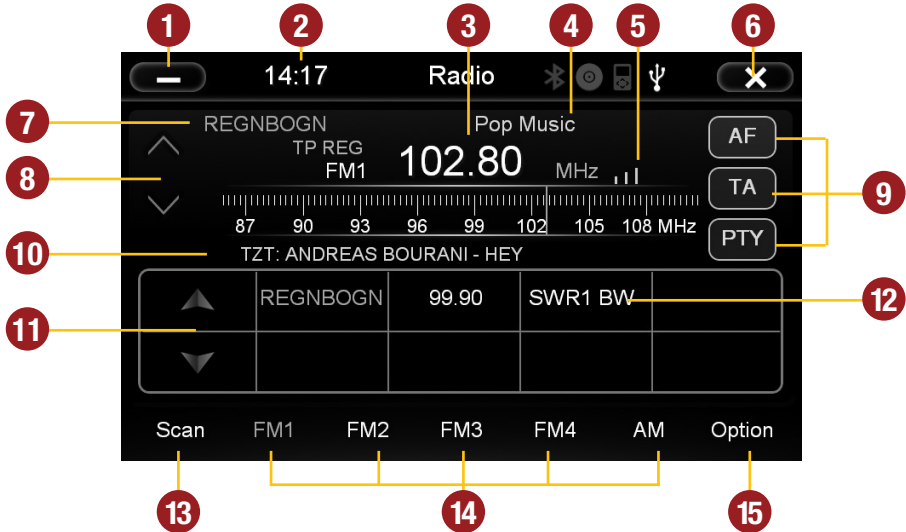 1 2 3 4 5 6
14:17 Radio
7 REGNBOGN Pop Music AF
TP REG
8 FM1 102.80 MHz TA 9
87 90 93 96 99 102 105 108 MHz PTY
10 TZT: ANDREAS BOURANI - HEY
REGNBOGN 99.90 SWR1 BW 12
11
Scan FM1 FM2 FM3 FM4 AM Option
13 14 15